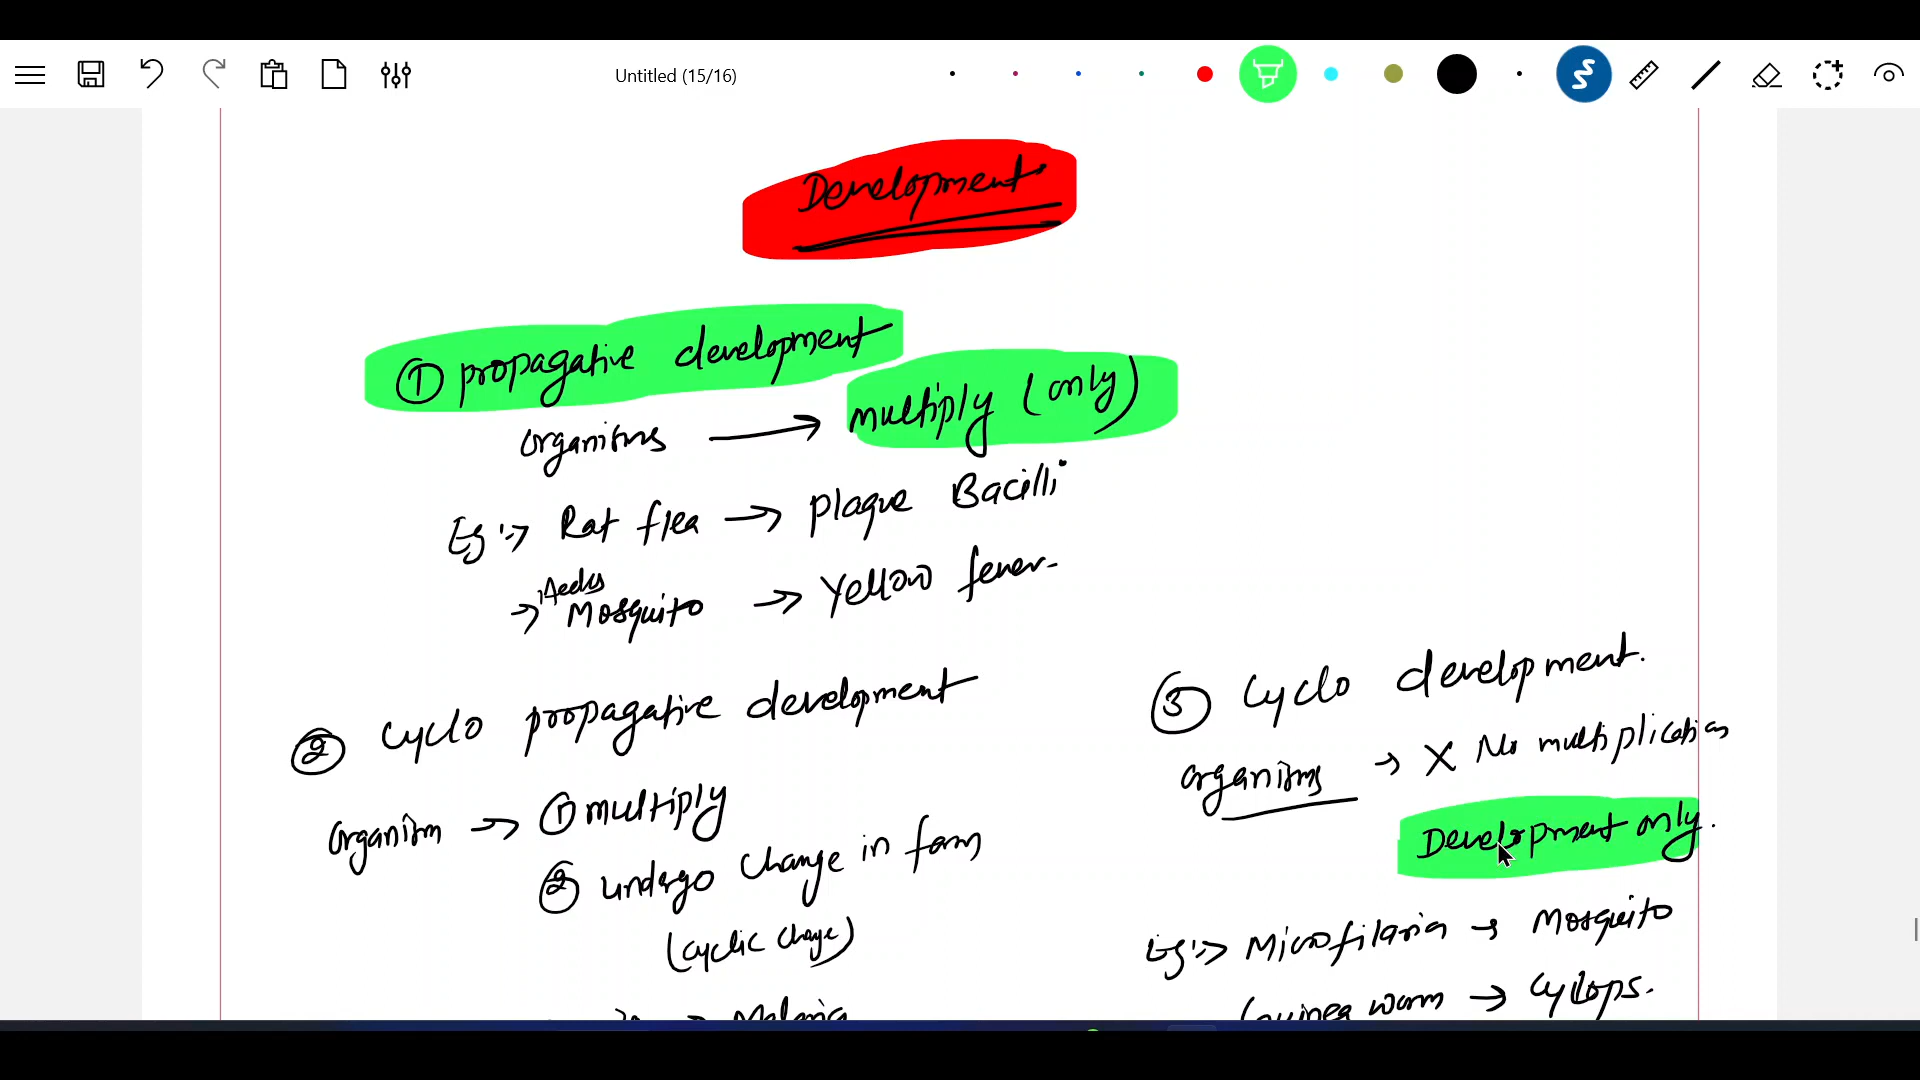 Untitled (15/16)
Development
① propagative development
organisms → multiply (only)
Eg :→ Rat flea → plague Bacilli
Aedes
→ Mosquito → Yellow fever
② cyclo propagative development
organism → ① multiply
② undergo change in form
(cyclic change)
Malaria
③ cyclo development.
organisms → X No multiplication
Development only.
Eg :→ Microfilaria → Mosquito
Guinea worm → cyclops.